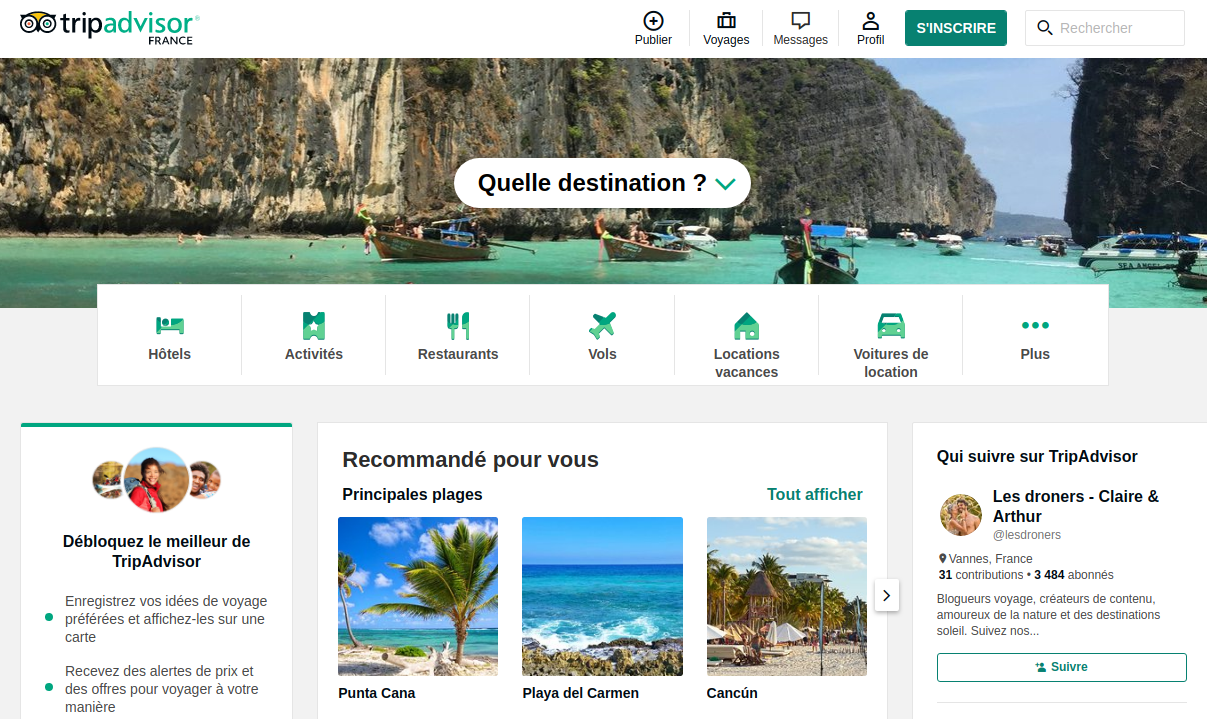 tripadvisor®
FRANCE
Publier
Voyages
Messages
Profil
S'INSCRIRE
Rechercher
Quelle destination ?
SEA ANGEL
Hôtels
Activités
Restaurants
Vols
Locations
vacances
Voitures de
location
Plus
Débloquez le meilleur de
TripAdvisor
Enregistrez vos idées de voyage
préférées et affichez-les sur une
carte
Recevez des alertes de prix et
des offres pour voyager à votre
manière
Recommandé pour vous
Principales plages
Tout afficher
Punta Cana
Playa del Carmen
Cancún
Qui suivre sur TripAdvisor
Les droners - Claire &
Arthur
@lesdroners
Vannes, France
31 contributions • 3 484 abonnés
Blogueurs voyage, créateurs de contenu,
amoureux de la nature et des destinations
soleil. Suivez nos...
Suivre